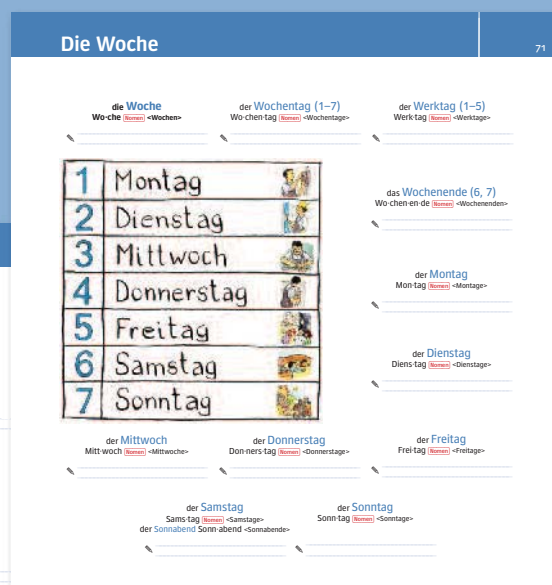 Die Woche
71
die Woche
Wo·che Nomen <Wochen>
der Wochentag (1–7)
Wo·chen·tag Nomen <Wochentage>
der Werktag (1–5)
Werk·tag Nomen <Werktage>
1 Montag
2 Dienstag
3 Mittwoch
4 Donnerstag
5 Freitag
6 Samstag
7 Sonntag
das Wochenende (6, 7)
Wo·chen·en·de Nomen <Wochenenden>
der Montag
Mon·tag Nomen <Montage>
der Dienstag
Diens·tag Nomen <Dienstage>
der Mittwoch
Mitt·woch Nomen <Mittwoche>
der Donnerstag
Don·ners·tag Nomen <Donnerstage>
der Freitag
Frei·tag Nomen <Freitage>
der Samstag
Sams·tag Nomen <Samstage>
der Sonnabend Sonn·abend <Sonnabende>
der Sonntag
Sonn·tag Nomen <Sonntage>